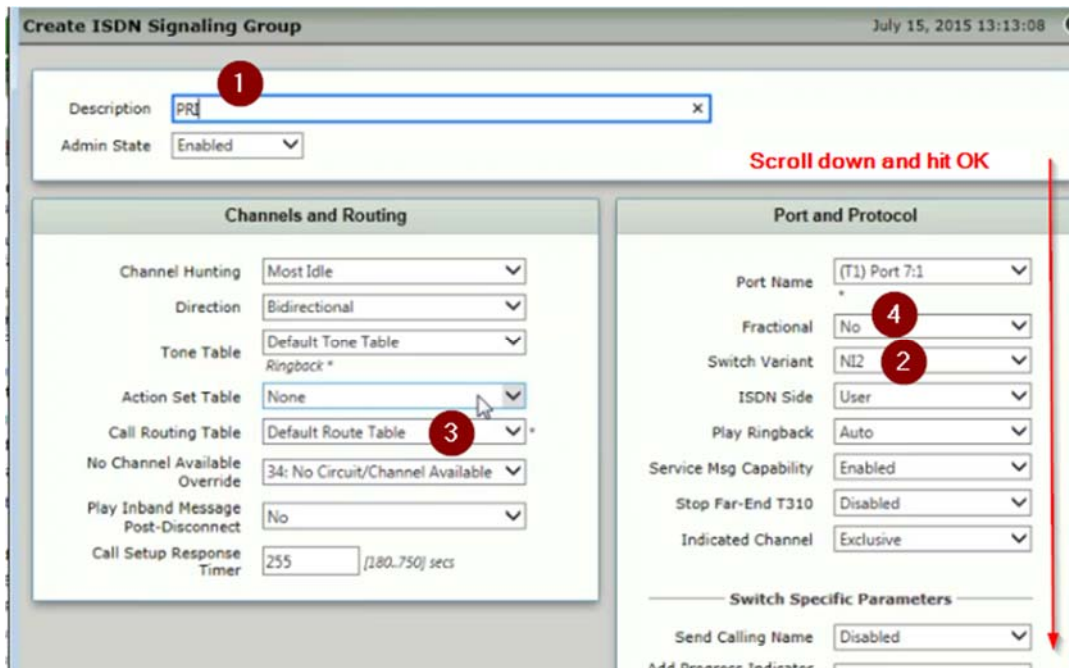 Create ISDN Signaling Group
July 15, 2015 13:13:08
1
Description PRI ×
Admin State Enabled
Scroll down and hit OK
Channels and Routing
Channel Hunting Most Idle
Direction Bidirectional
Tone Table Default Tone Table
Ringback *
Action Set Table None
Call Routing Table Default Route Table 3 *
No Channel Available
Override 34: No Circuit/Channel Available
Play Inband Message
Post-Disconnect No
Call Setup Response
Timer 255 [180..750] secs
Port and Protocol
Port Name (T1) Port 7:1
*
Fractional No 4
Switch Variant NI2 2
ISDN Side User
Play Ringback Auto
Service Msg Capability Enabled
Stop Far-End T310 Disabled
Indicated Channel Exclusive
Switch Specific Parameters
Send Calling Name Disabled
Add Progress Indicator